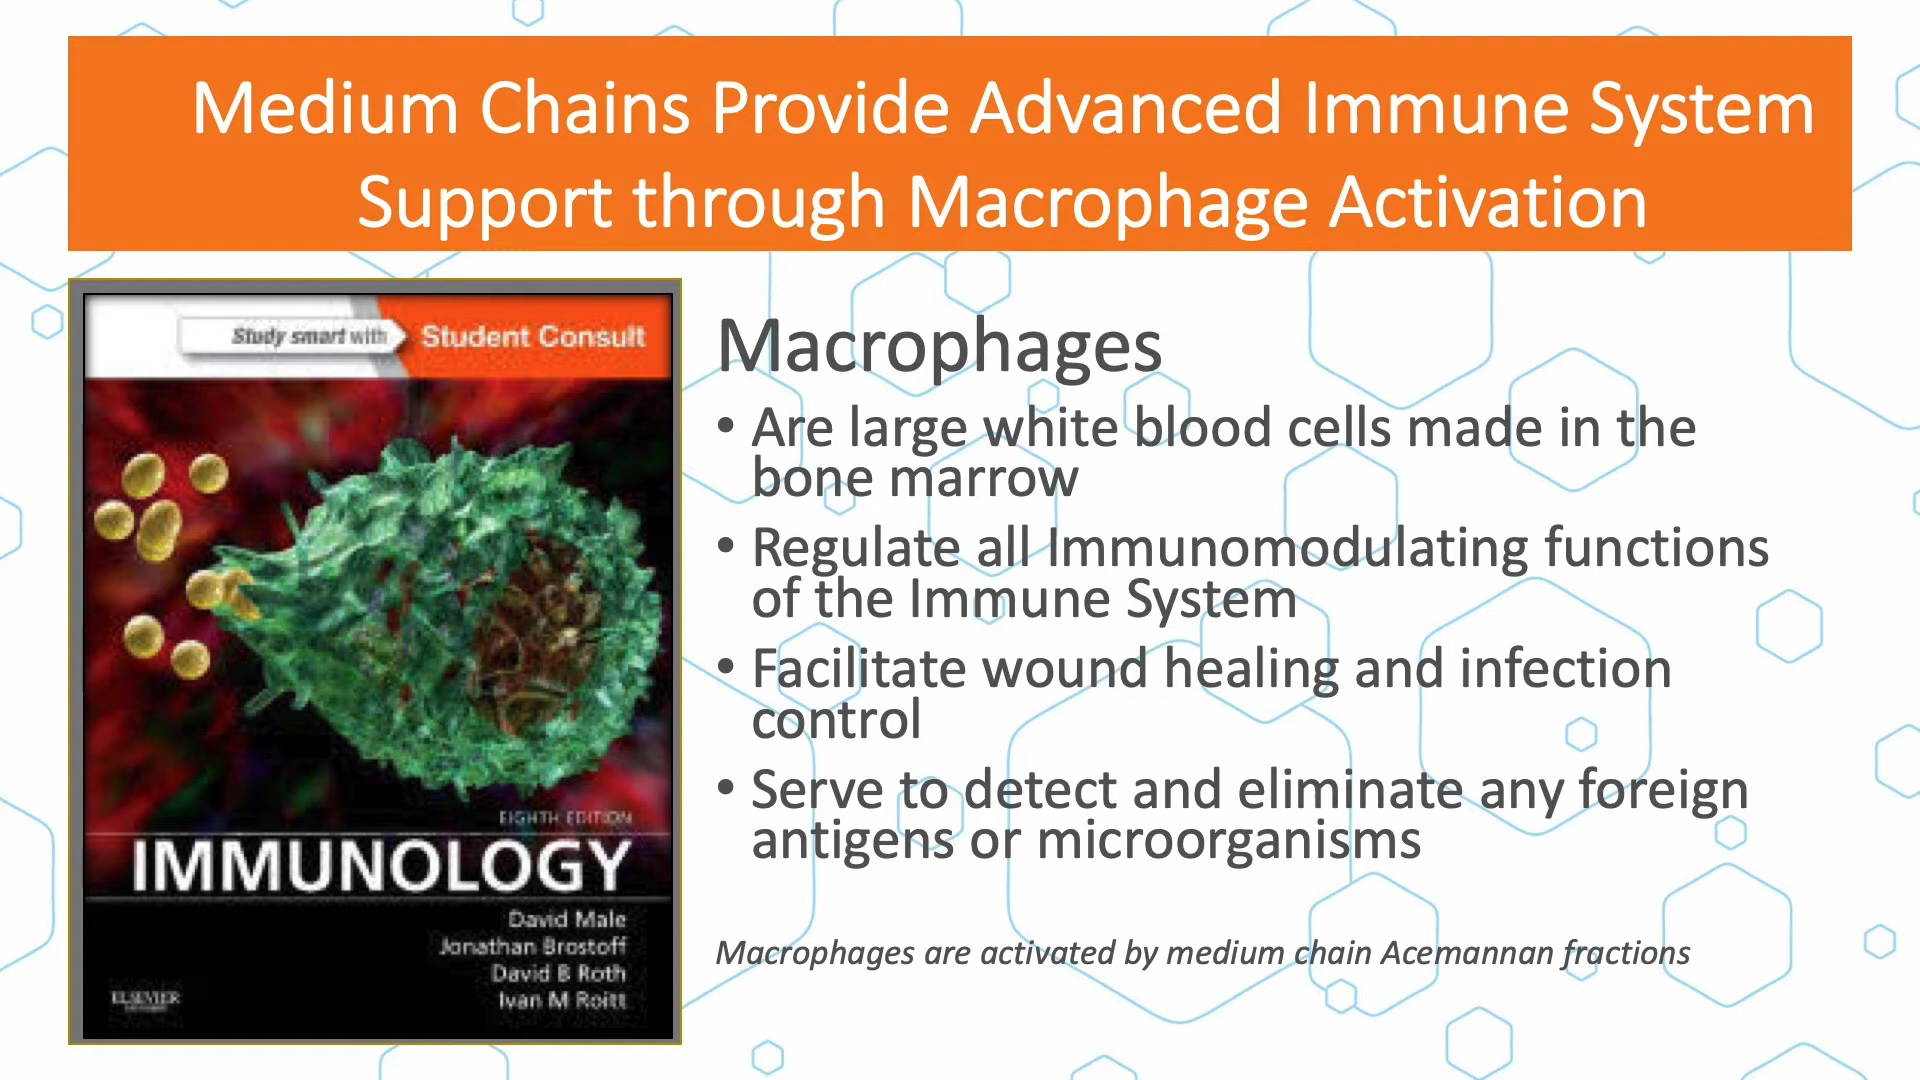 Medium Chains Provide Advanced Immune System
Support through Macrophage Activation
Study smart with
Student Consult
EIGHTH EDITION
IMMUNOLOGY
David Male
Jonathan Brostoff
David B Roth
Ivan M Roitt
ELSEVIER
Macrophages
• Are large white blood cells made in the
bone marrow
• Regulate all Immunomodulating functions
of the Immune System
• Facilitate wound healing and infection
control
• Serve to detect and eliminate any foreign
antigens or microorganisms
Macrophages are activated by medium chain Acemannan fractions